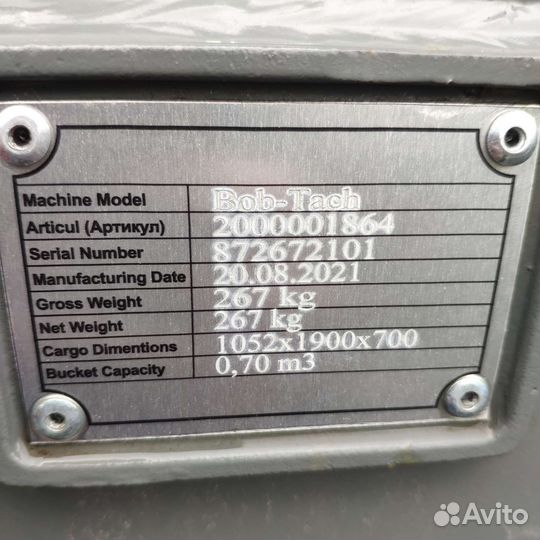 Machine Model Bob-Tach
Articul (Артикул) 2000001864
Serial Number 872672101
Manufacturing Date 20.08.2021
Gross Weight 267 kg
Net Weight 267 kg
Cargo Dimentions 1052x1900x700
Bucket Capacity 0,70 m3
Avito